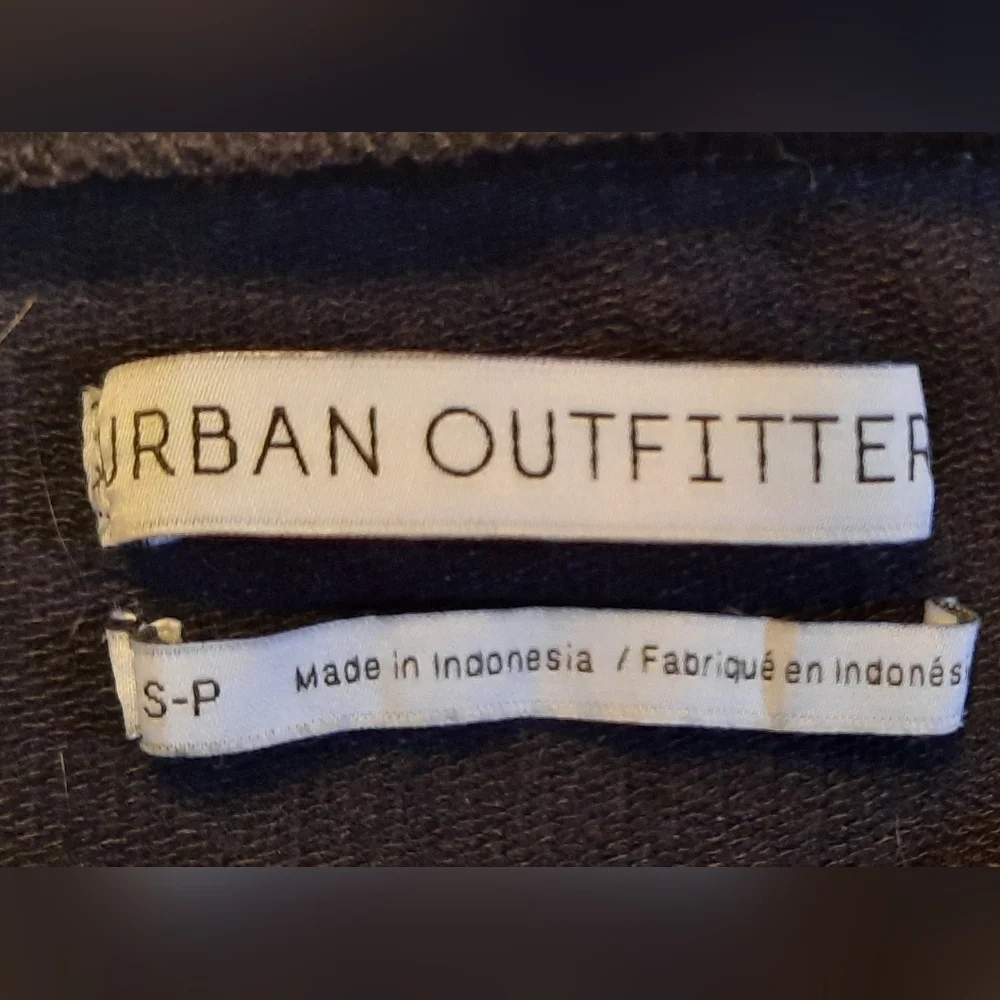 URBAN OUTFITTER
S-P Made in Indonesia / Fabriqué en Indonés